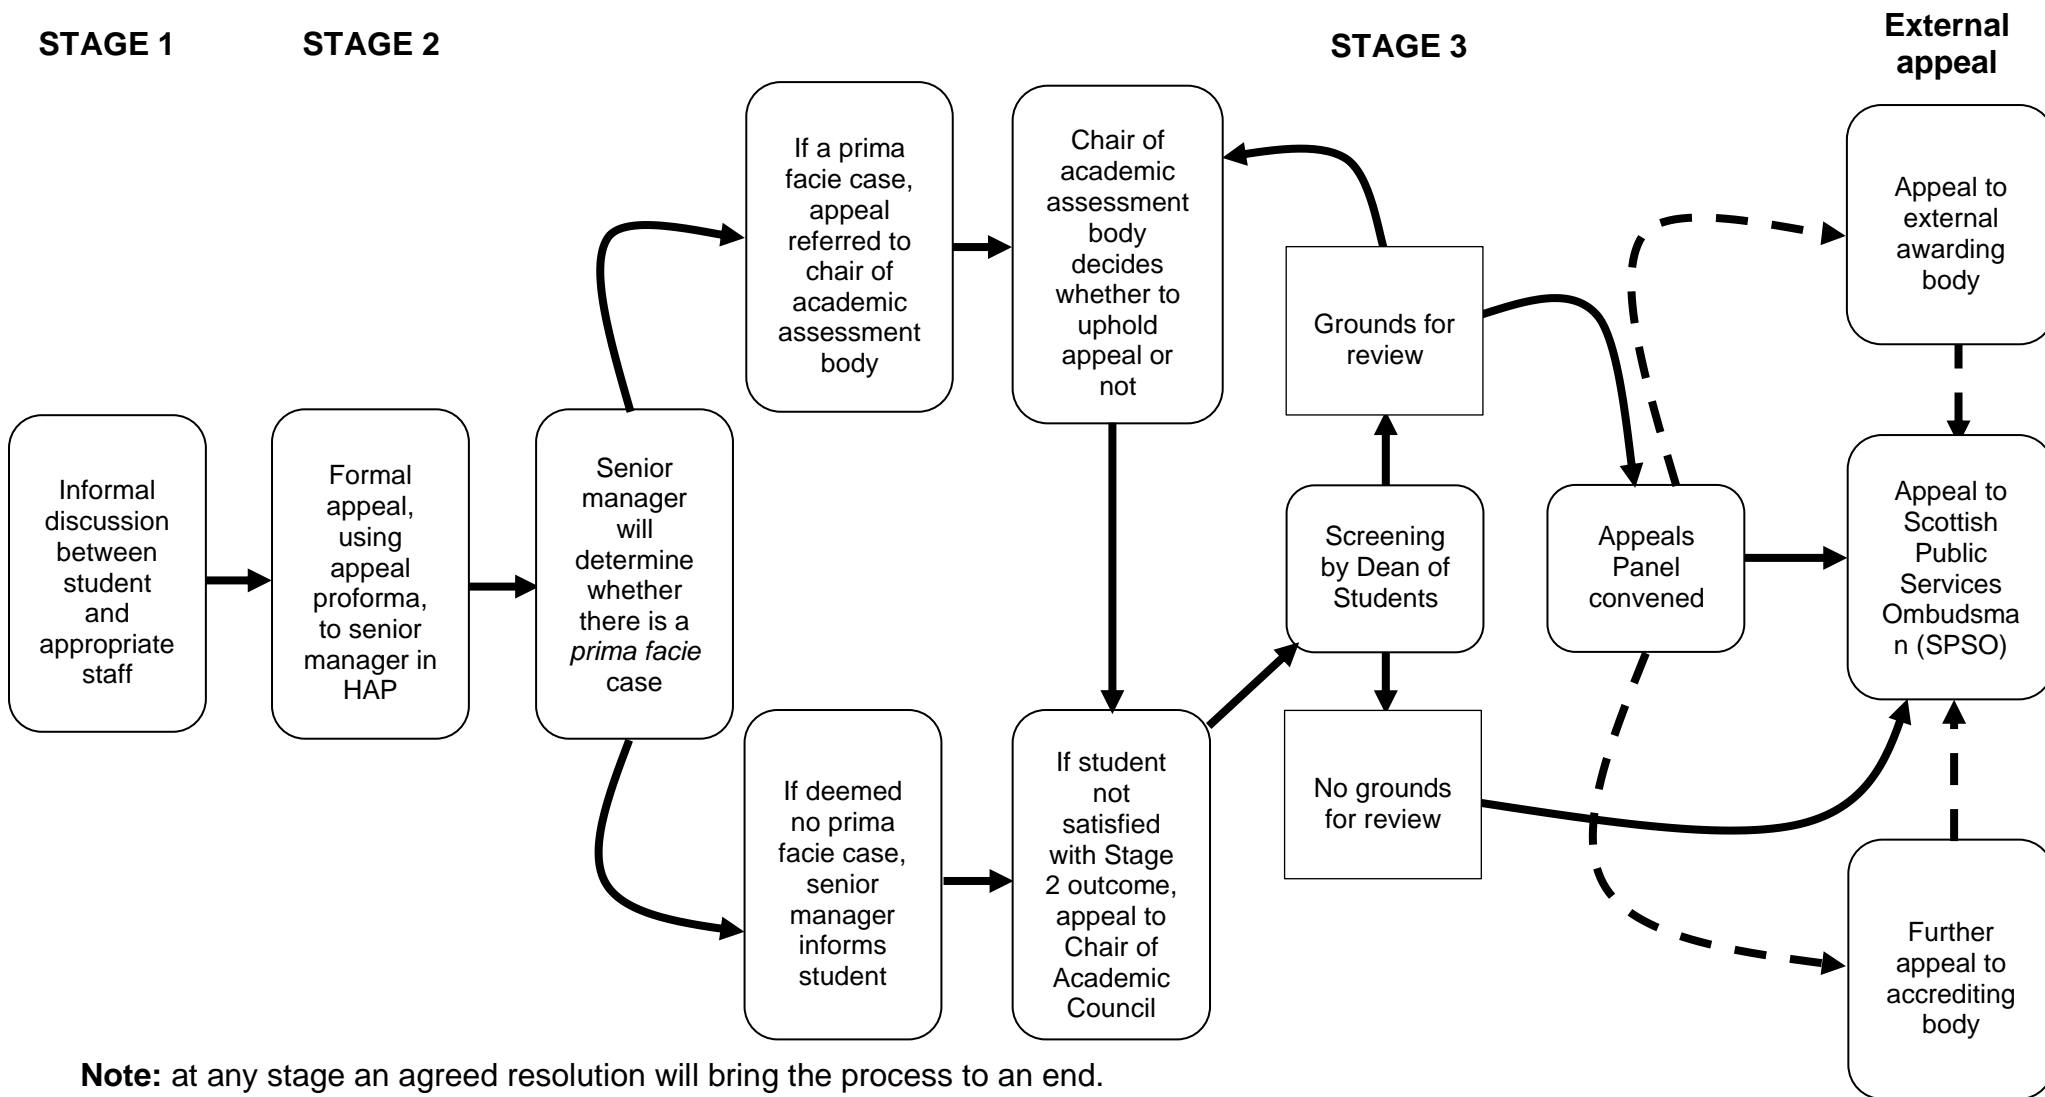 STAGE 1
STAGE 2
STAGE 3
External
appeal
Informal
discussion
between
student
and
appropriate
staff
Formal
appeal,
using
appeal
proforma,
to senior
manager in
HAP
Senior
manager
will
determine
whether
there is a
prima facie
case
If a prima
facie case,
appeal
referred to
chair of
academic
assessment
body
Chair of
academic
assessment
body
decides
whether to
uphold
appeal or
not
If deemed
no prima
facie case,
senior
manager
informs
student
If student
not
satisfied
with Stage
2 outcome,
appeal to
Chair of
Academic
Council
Grounds for
review
Screening
by Dean of
Students
No grounds
for review
Appeals
Panel
convened
Appeal to
external
awarding
body
Appeal to
Scottish
Public
Services
Ombudsma
n (SPSO)
Further
appeal to
accrediting
body
Note: at any stage an agreed resolution will bring the process to an end.